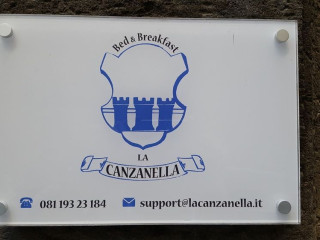 Bed & Breakfast
LA
CANZANELLA
081 193 23 184 support@lacanzanella.it